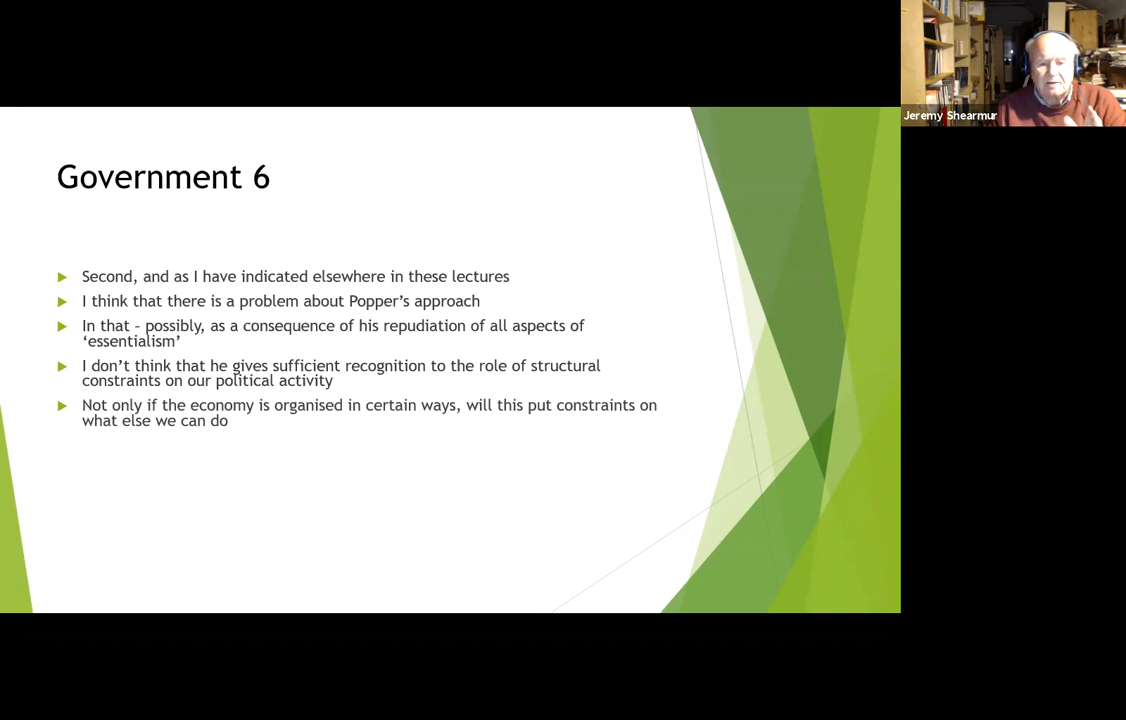 Jeremy Shearmur
Government 6
Second, and as I have indicated elsewhere in these lectures
I think that there is a problem about Popper's approach
In that – possibly, as a consequence of his repudiation of all aspects of
'essentialism'
I don't think that he gives sufficient recognition to the role of structural
constraints on our political activity
Not only if the economy is organised in certain ways, will this put constraints on
what else we can do